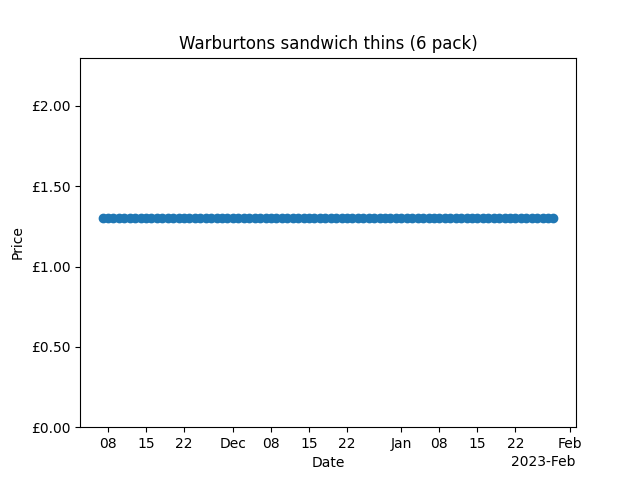 Warburtons sandwich thins (6 pack)
£2.00
£1.50
£1.00
£0.50
£0.00
Price
08 15 22 Dec 08 15 22 Jan 08 15 22 Feb
Date
2023-Feb